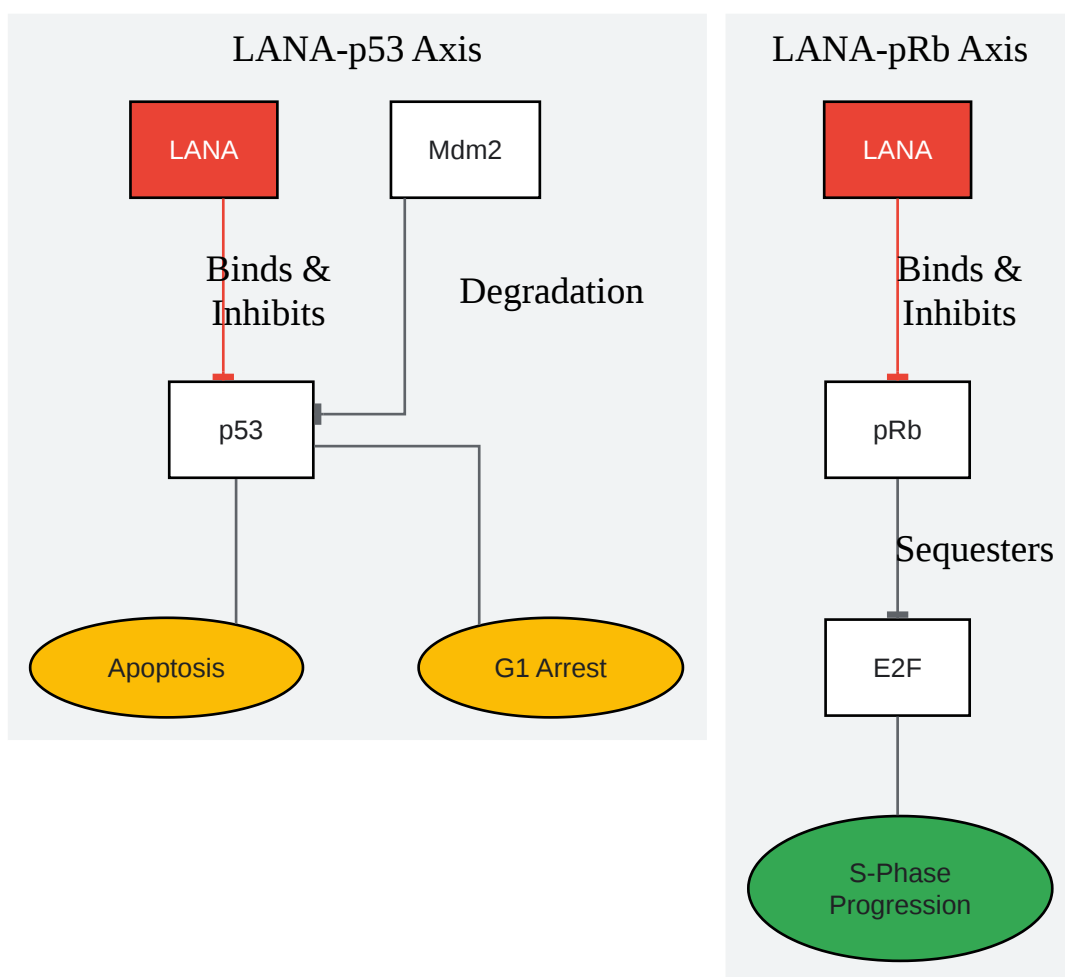 LANA-p53 Axis
LANA
Mdm2
Binds &
Inhibits
Degradation
p53
Apoptosis
G1 Arrest
LANA-pRb Axis
LANA
Binds &
Inhibits
pRb
Sequesters
E2F
S-Phase
Progression